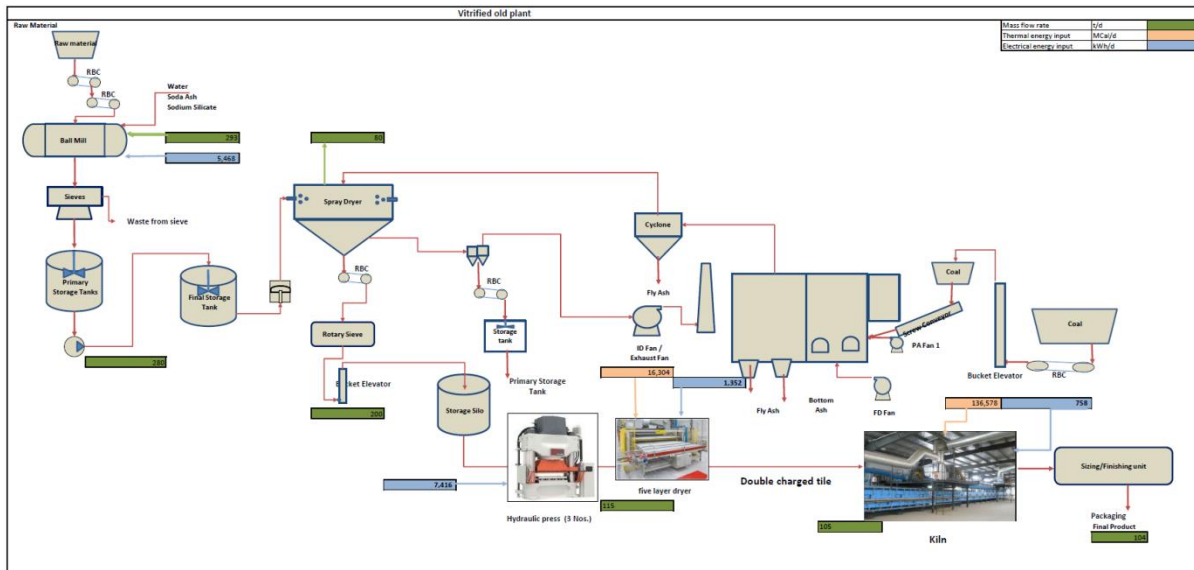 Vitrified old plant
Raw Material
Mass flow rate t/d
Thermal energy input MCal/d
Electrical energy input kWh/d
Raw material
RBC
RBC
Water
Soda Ash
Sodium Silicate
Ball Mill
293
5,468
80
Sieves
Waste from sieve
Spray Dryer
Cyclone
Primary
Storage Tanks
Final Storage
Tank
RBC
RBC
Fly Ash
Coal
Coal
Screw Conveyor
PA Fan 1
Rotary Sieve
Storage
tank
ID Fan /
Exhaust Fan
Bucket Elevator
RBC
280
Primary Storage
Tank
16,304
1,352
Fly Ash
Bottom
Ash
FD Fan
Bucket Elevator
200
Storage Silo
136,578
758
7,416
five layer dryer
Double charged tile
Sizing/Finishing unit
Hydraulic press (3 Nos.)
115
105
Kiln
Packaging
Final Product
104